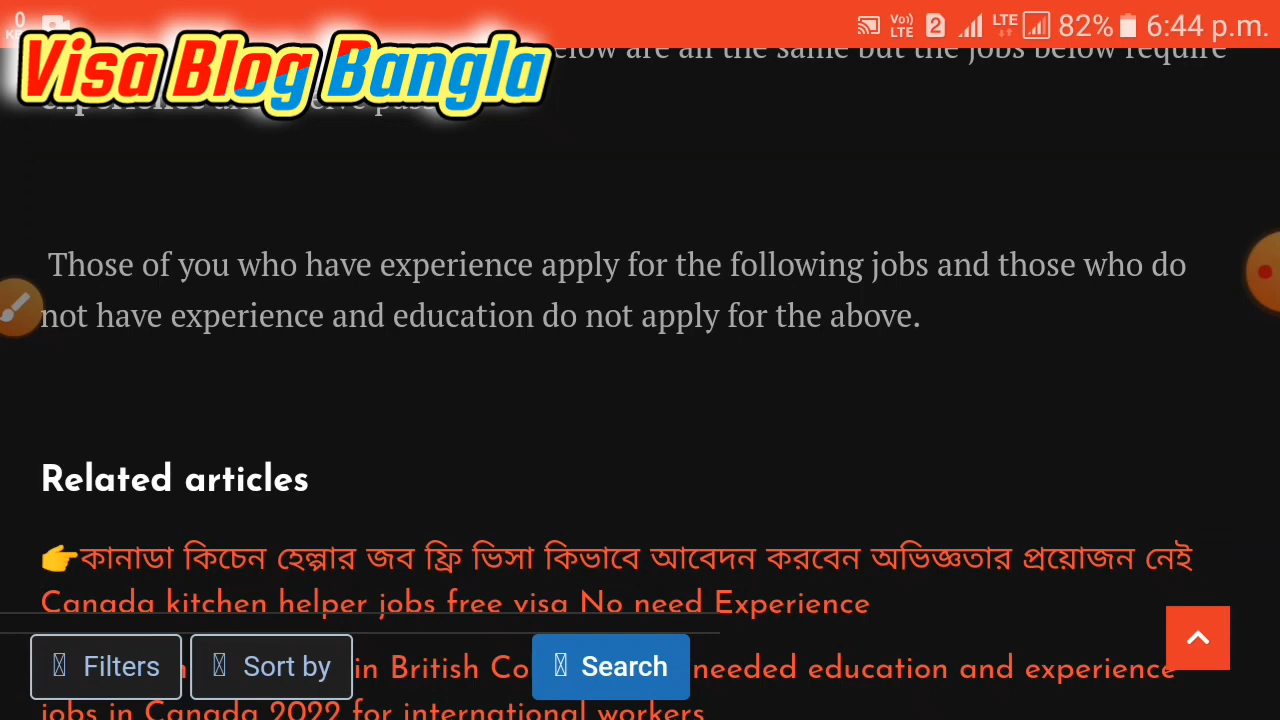 0
LTE
2
LTE
82%
6:44 p.m.
Visa Blog Bangla
are all the same but the jobs below require
Those of you who have experience apply for the following jobs and those who do
not have experience and education do not apply for the above.
Related articles
👉কানাডা কিচেন হেল্পার জব ফ্রি ভিসা কিভাবে আবেদন করবেন অভিজ্ঞতার প্রয়োজন নেই
Canada kitchen helper jobs free visa No need Experience
Filters
Sort by
in British
Search
needed education and experience
jobs in Canada 2022 for international workers